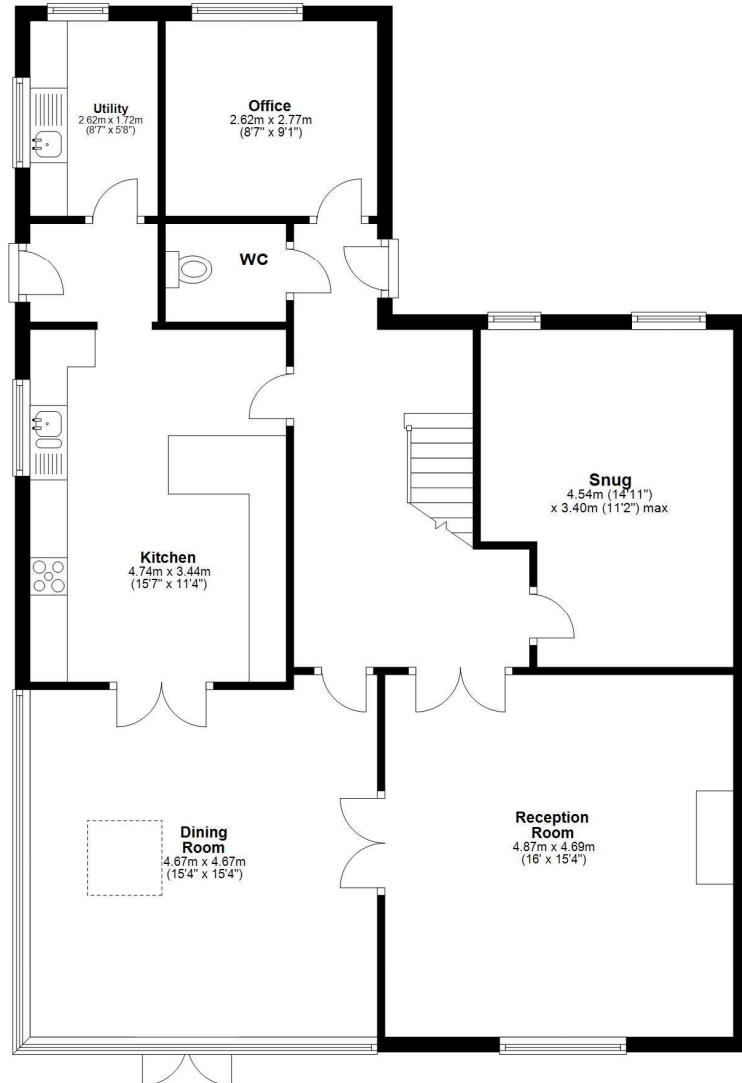 Utility
2.62m x 1.72m
(8'7" x 5'8")
Office
2.62m x 2.77m
(8'7" x 9'1")
WC
Snug
4.54m (14'11")
x 3.40m (11'2") max
Kitchen
4.74m x 3.44m
(15'7" x 11'4")
Dining
Room
4.67m x 4.67m
(15'4" x 15'4")
Reception
Room
4.87m x 4.69m
(16' x 15'4")